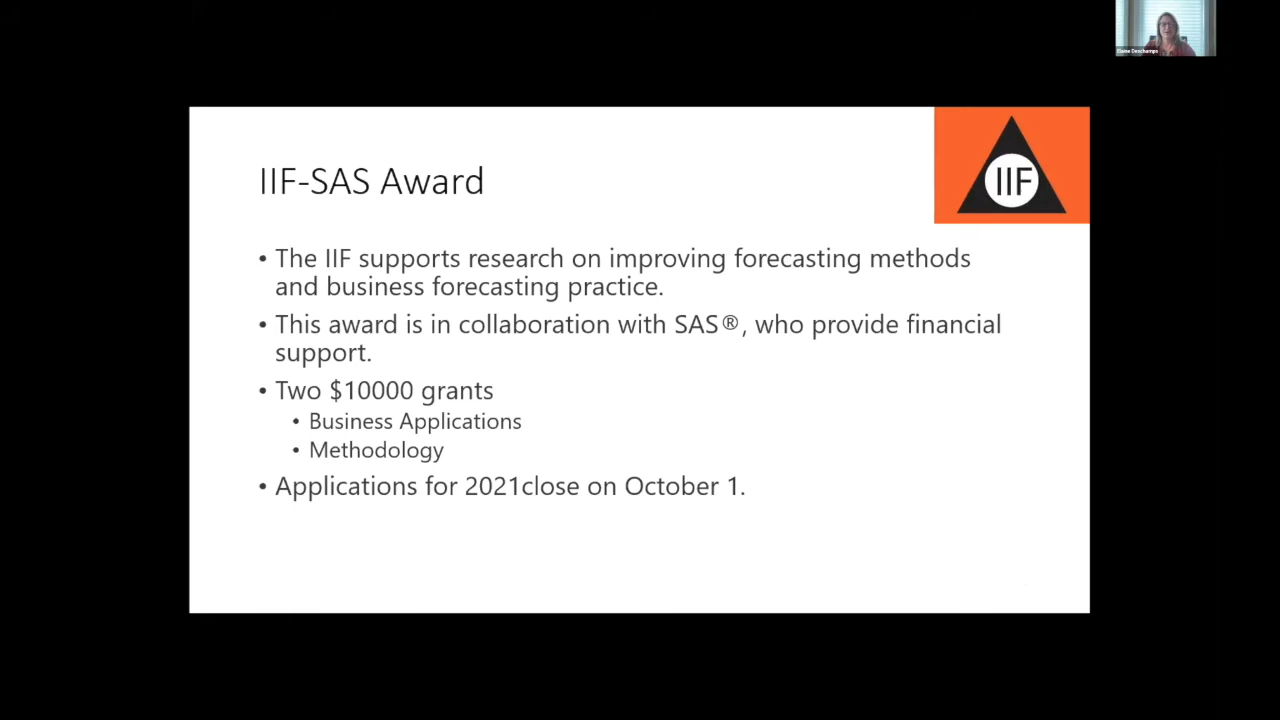 Elaine Deschamps
IIF-SAS Award
IIF
• The IIF supports research on improving forecasting methods
and business forecasting practice.
• This award is in collaboration with SAS®, who provide financial
support.
• Two $10000 grants
• Business Applications
• Methodology
• Applications for 2021close on October 1.